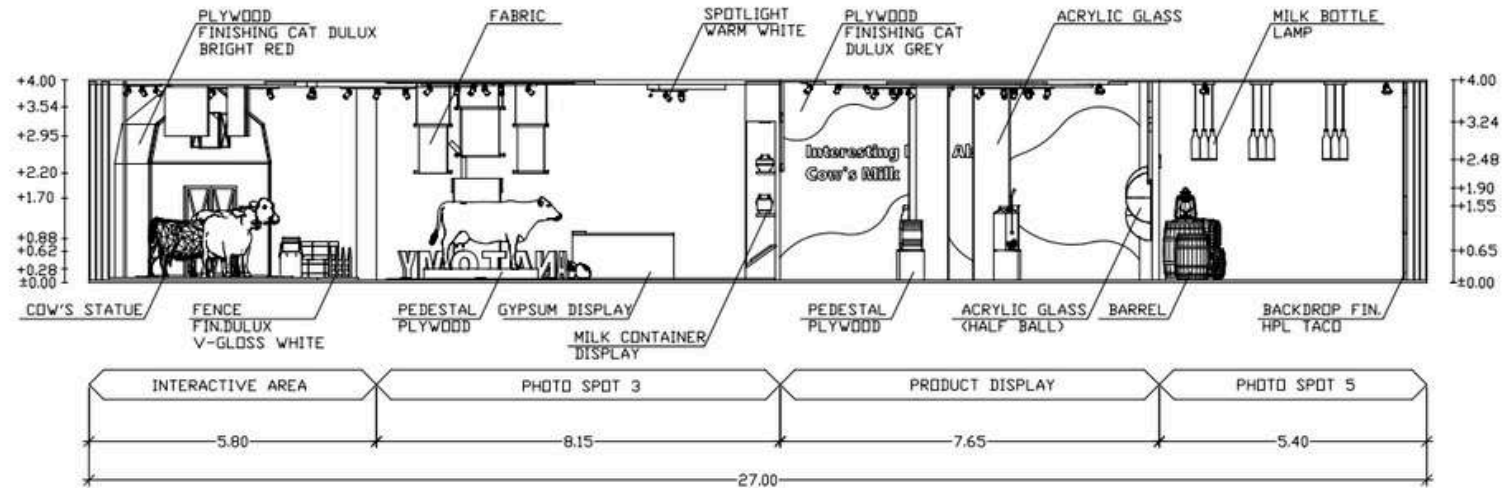 PLYWOOD
FINISHING CAT DULUX
BRIGHT RED
FABRIC
SPOTLIGHT
WARM WHITE
PLYWOOD
FINISHING CAT
DULUX GREY
ACRYLIC GLASS
MILK BOTTLE
LAMP
+4.00
+3.54
+2.95
+2.20
+1.70
+0.88
+0.62
+0.28
±0.00
Interesting
Cow's Milk
Al
ANATOMY
+4.00
+3.24
+2.48
+1.90
+1.55
+0.65
±0.00
COW'S STATUE
FENCE
FIN.DULUX
V-GLOSS WHITE
PEDESTAL
PLYWOOD
GYPSUM DISPLAY
MILK CONTAINER
DISPLAY
PEDESTAL
PLYWOOD
ACRYLIC GLASS
(HALF BALL)
BARREL
BACKDROP FIN.
HPL TACO
INTERACTIVE AREA
PHOTO SPOT 3
PRODUCT DISPLAY
PHOTO SPOT 5
5.80
8.15
7.65
5.40
27.00